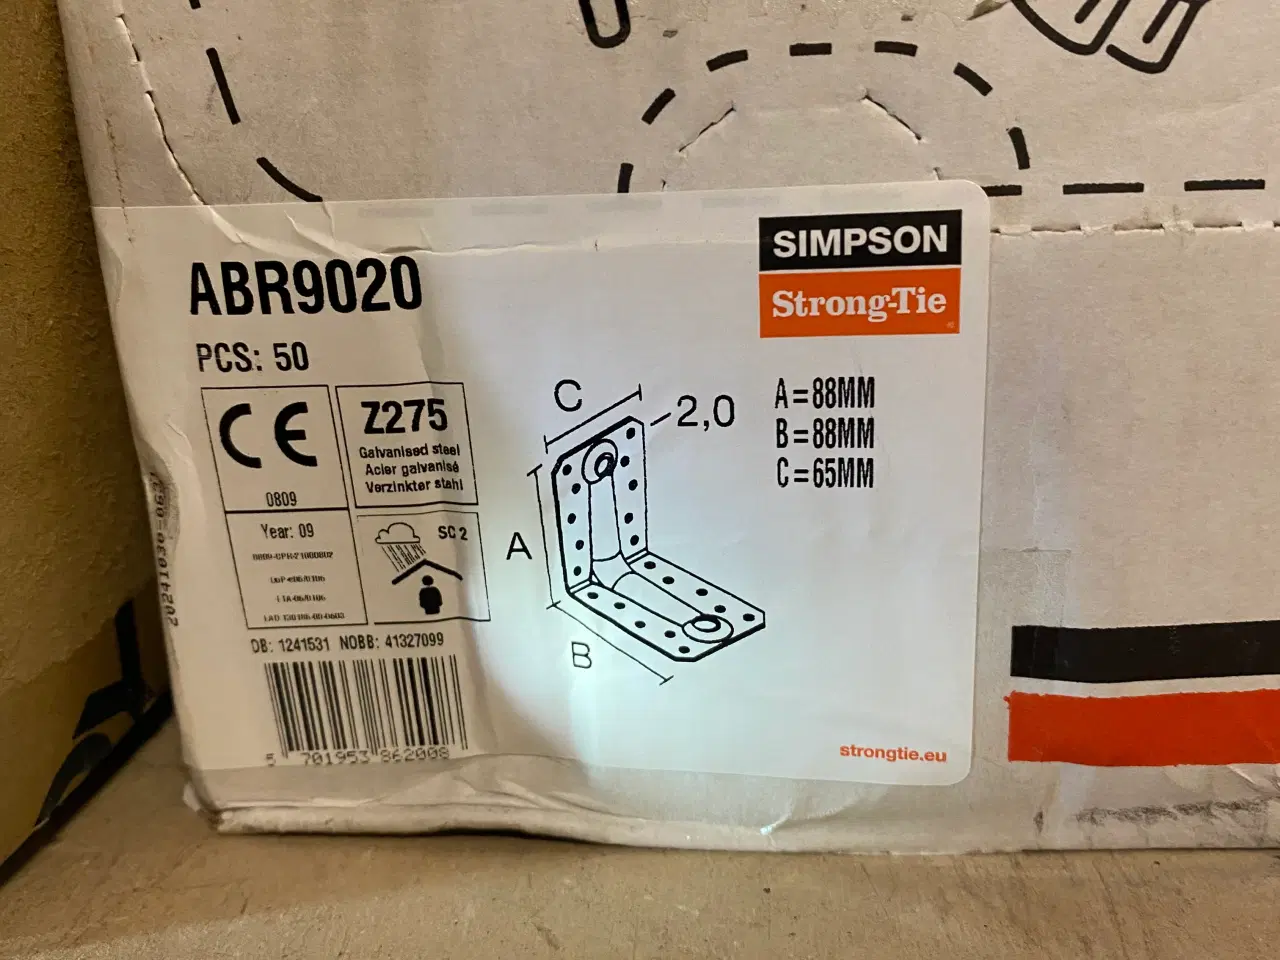 ABR9020
PCS: 50
SIMPSON
Strong-Tie
CE
0809
Z275
Galvanised steel
Acier galvanisé
Verzinkter stahl
Year: 09
SC 2
DB: 1241531 NOBB: 41327099
5 701953 862008
C
2,0
A
B
A=88MM
B=88MM
C=65MM
strongtie.eu